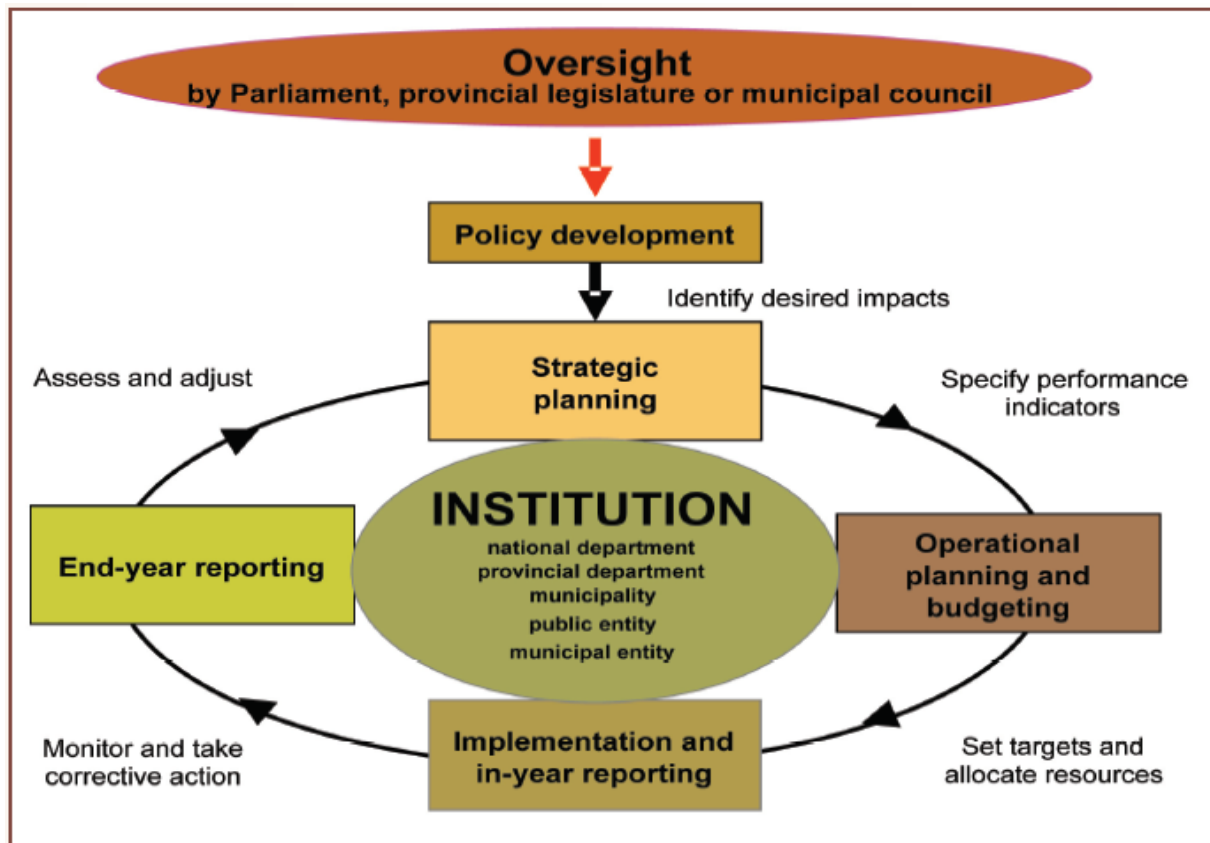 Oversight
by Parliament, provincial legislature or municipal council
Policy development
Identify desired impacts
Strategic
planning
Assess and adjust
Specify performance
indicators
INSTITUTION
national department
provincial department
municipality
public entity
municipal entity
End-year reporting
Operational
planning and
budgeting
Implementation and
in-year reporting
Monitor and take
corrective action
Set targets and
allocate resources